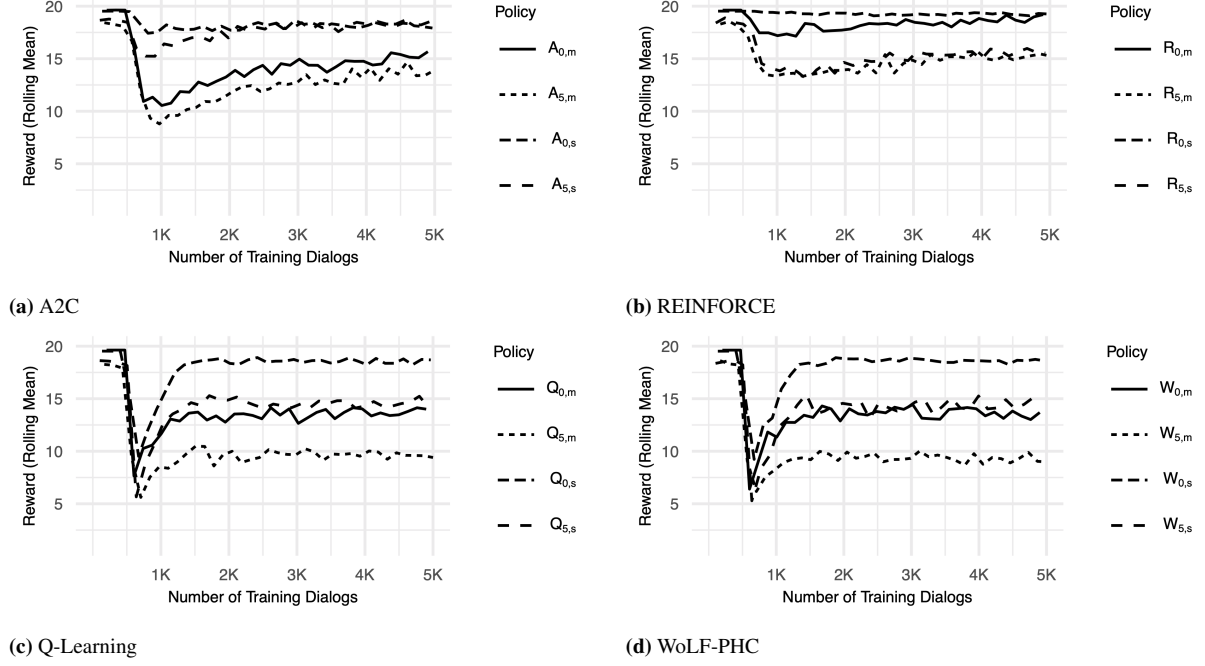 20
15
10
5
Reward (Rolling Mean)
1K 2K 3K 4K 5K
Number of Training Dialogs
Policy
A0,m
A5,m
A0,s
A5,s
(a) A2C
20
15
10
5
Reward (Rolling Mean)
1K 2K 3K 4K 5K
Number of Training Dialogs
Policy
R0,m
R5,m
R0,s
R5,s
(b) REINFORCE
20
15
10
5
Reward (Rolling Mean)
1K 2K 3K 4K 5K
Number of Training Dialogs
Policy
Q0,m
Q5,m
Q0,s
Q5,s
(c) Q-Learning
20
15
10
5
Reward (Rolling Mean)
1K 2K 3K 4K 5K
Number of Training Dialogs
Policy
W0,m
W5,m
W0,s
W5,s
(d) WoLF-PHC